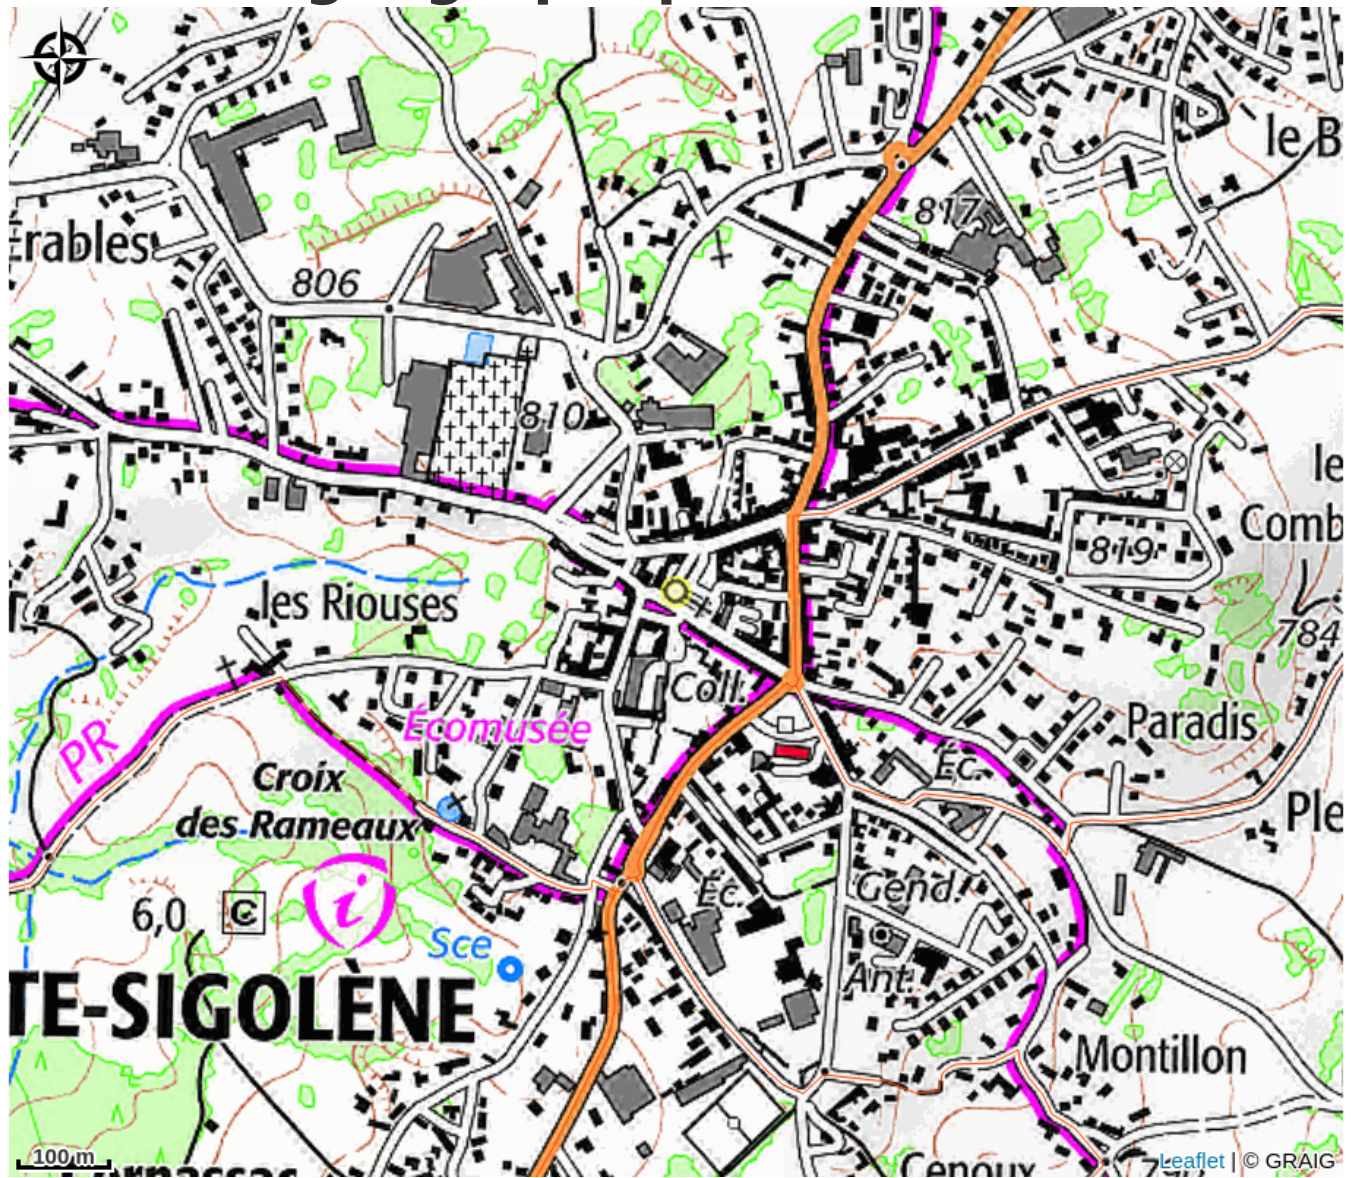 le B
817
Érables
806
810
le
Comb
819
les Riouses
784
Coll.
Écomusée
PR
Paradis
Éc.
Croix
des Rameaux
Ple
Éc.
Gend.
6,0
C
i
Sce
Ant.
TE-SIGOLÈNE
Montillon
100 m
Cenoux
Leaflet | © GRAIG